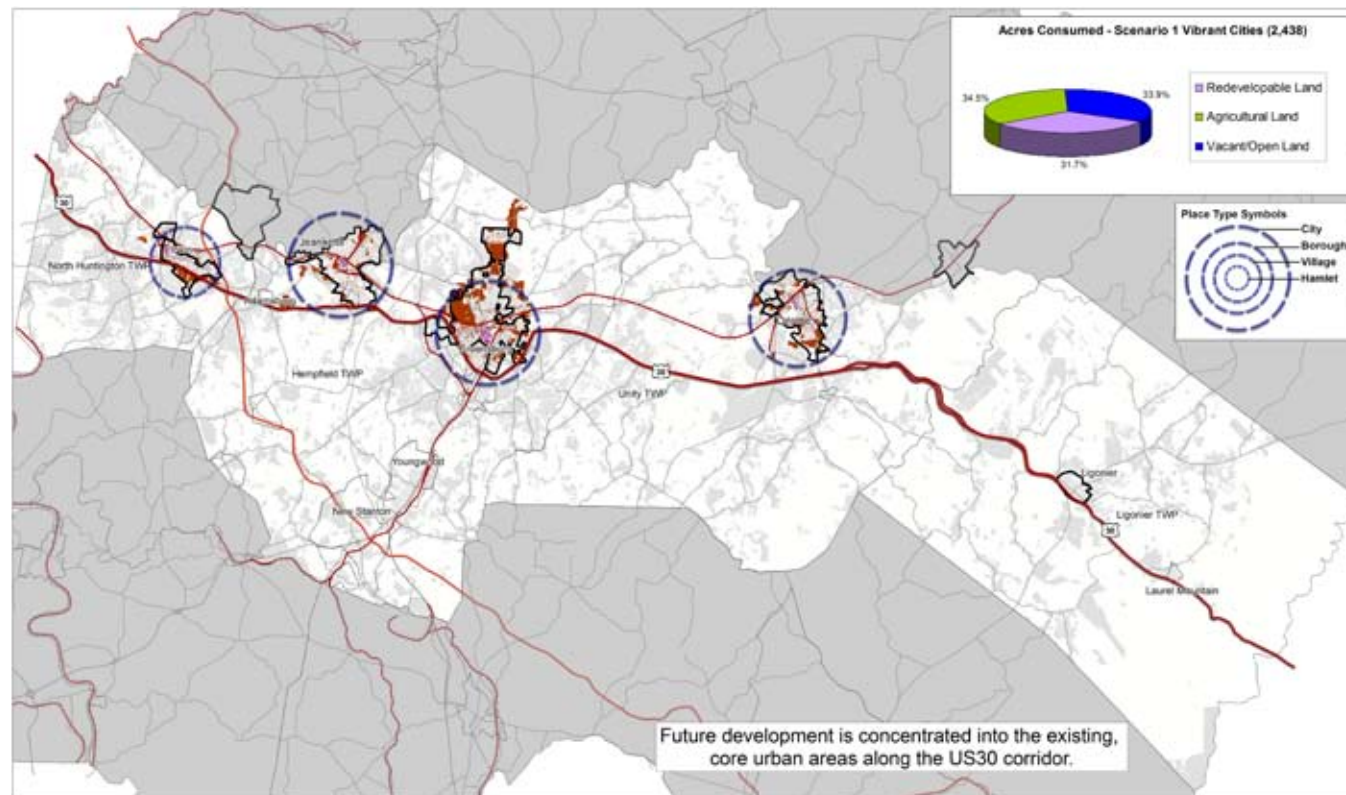 Acres Consumed - Scenario 1 Vibrant Cities (2,438)
34.5%
33.9%
31.7%
Redevelopable Land
Agricultural Land
Vacant/Open Land
Place Type Symbols
City
Borough
Village
Hamlet
30
North Huntington TWP
Jeannette
Hempfield TWP
Unity TWP
30
Youngwood
New Stanton
Ligonier
Ligonier TWP
30
Laurel Mountain
Future development is concentrated into the existing,
core urban areas along the US30 corridor.